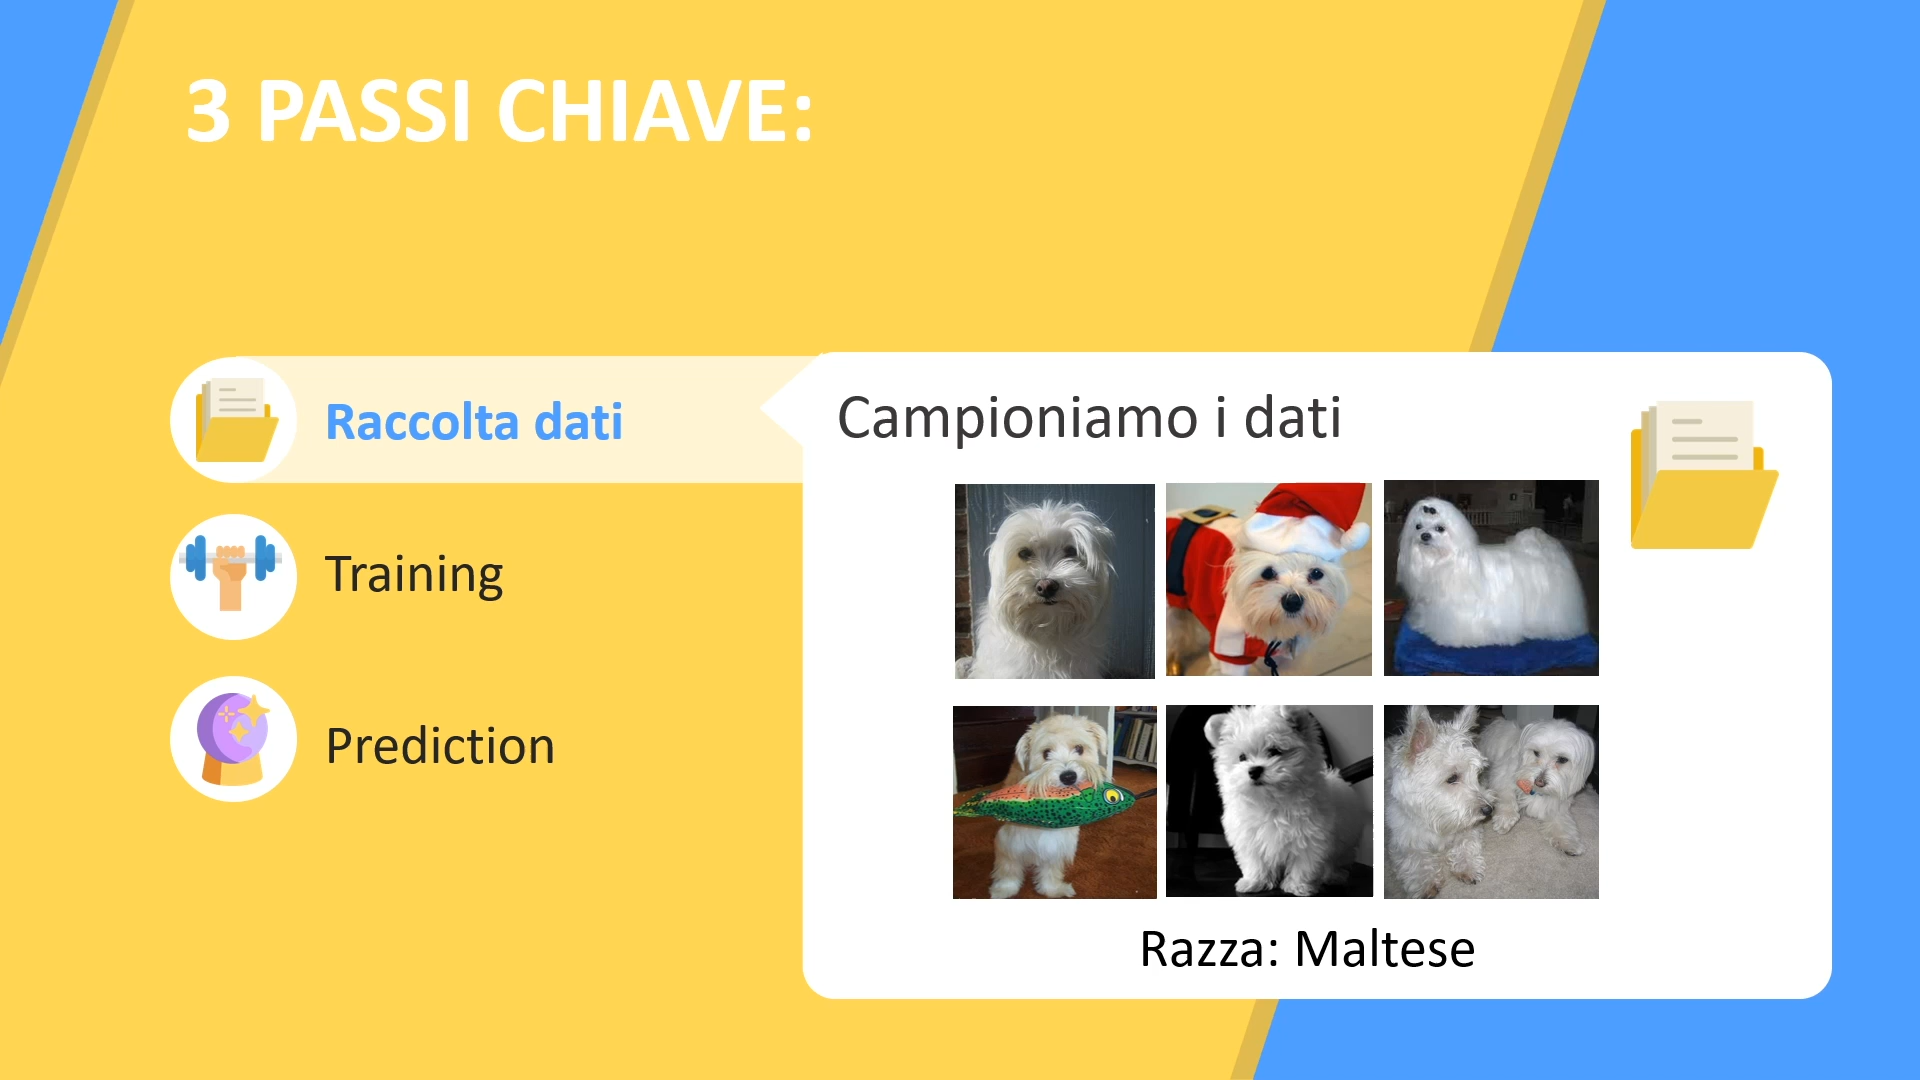 3 PASSI CHIAVE:
Raccolta dati
Training
Prediction
Campioniamo i dati
Razza: Maltese